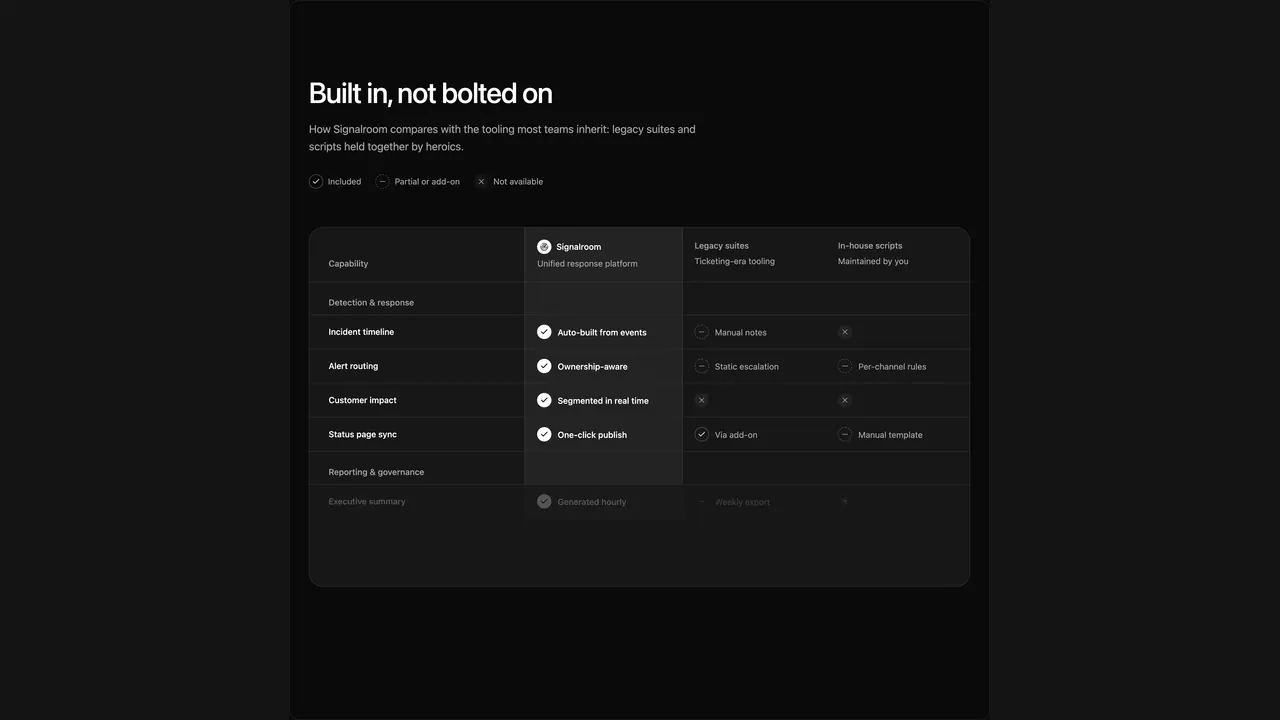 Built in, not bolted on
How Signalroom compares with the tooling most teams inherit: legacy suites and
scripts held together by heroics.
Included
Partial or add-on
Not available
Capability
Signalroom
Unified response platform
Legacy suites
Ticketing-era tooling
In-house scripts
Maintained by you
Detection & response
Incident timeline
Auto-built from events
Manual notes
Alert routing
Ownership-aware
Static escalation
Per-channel rules
Customer impact
Segmented in real time
Status page sync
One-click publish
Via add-on
Manual template
Reporting & governance
Executive summary
Generated hourly
Weekly export